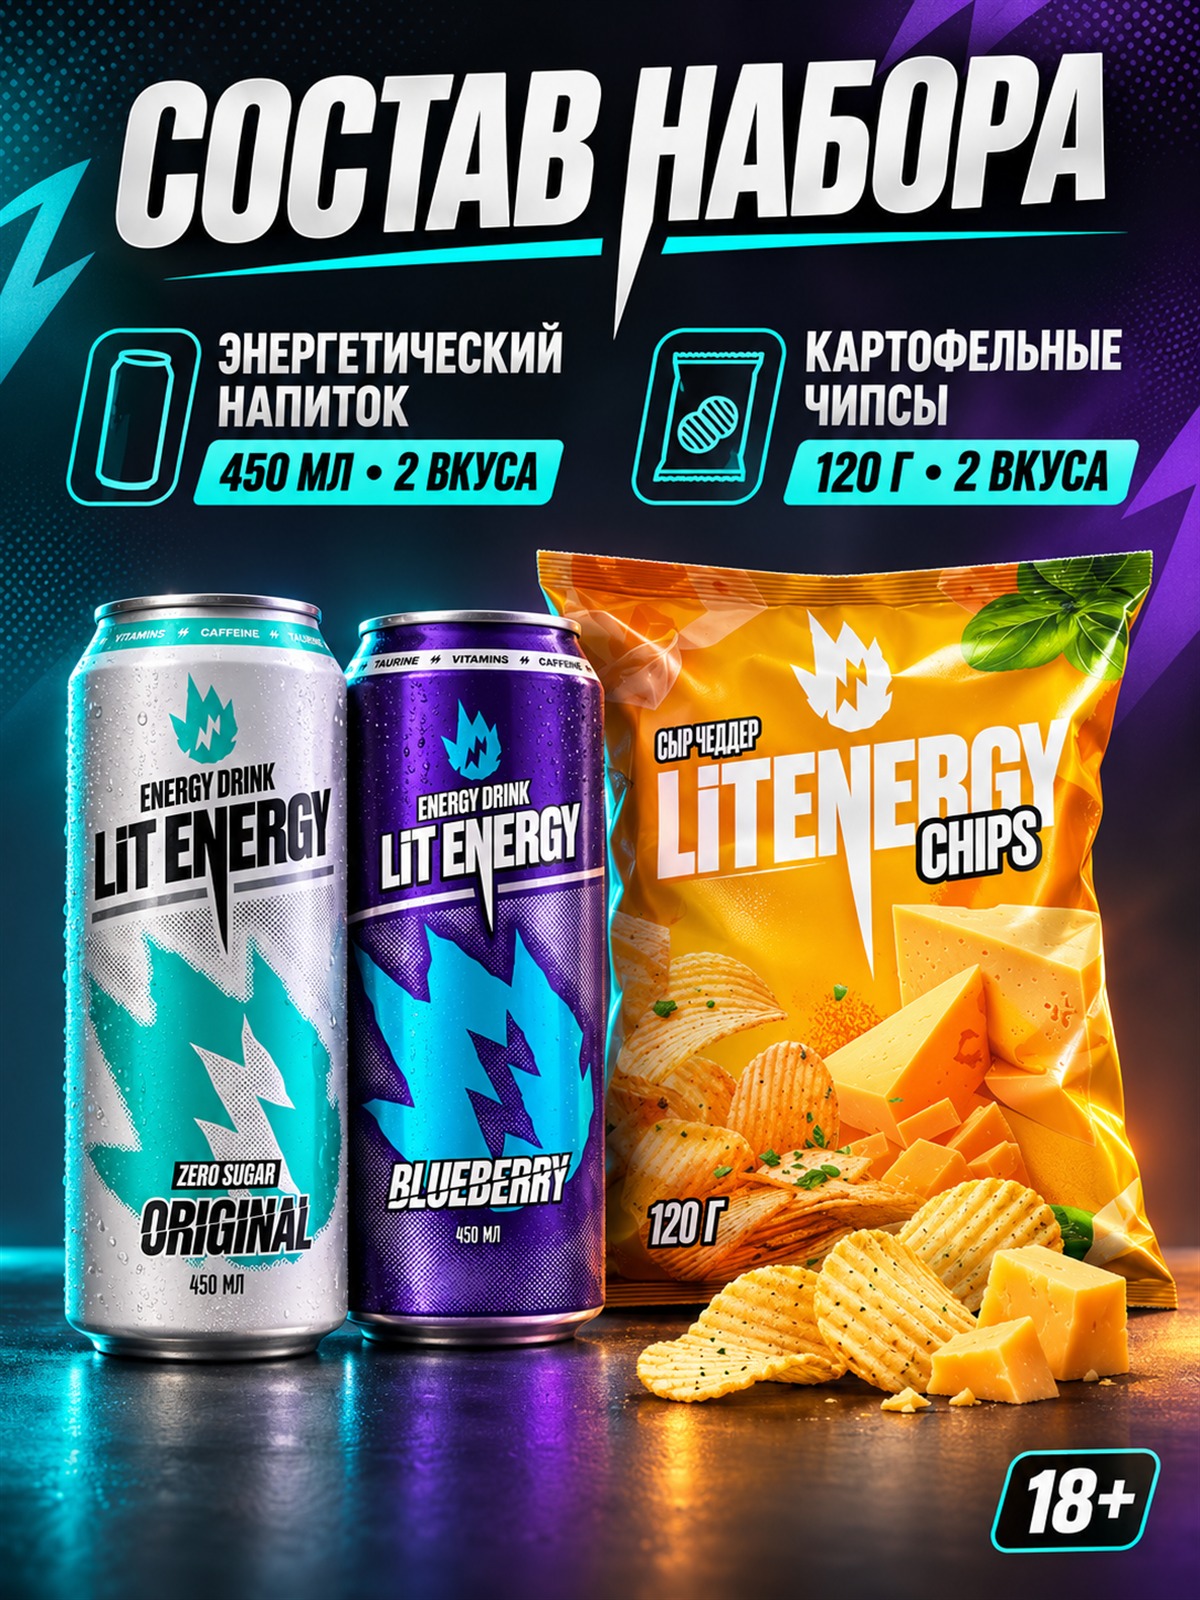 СОСТАВ НАБОРА
ЭНЕРГЕТИЧЕСКИЙ
НАПИТОК
450 МЛ • 2 ВКУСА
КАРТОФЕЛЬНЫЕ
ЧИПСЫ
120 Г • 2 ВКУСА
VITAMINS CAFFEINE TAURINE
ENERGY DRINK
LiT ENERGY
ZERO SUGAR
ORIGINAL
450 МЛ
TAURINE VITAMINS CAFFEINE
ENERGY DRINK
LiT ENERGY
BLUEBERRY
450 МЛ
СЫР ЧЕДДЕР
LiTENERGY
CHIPS
120 Г
18+